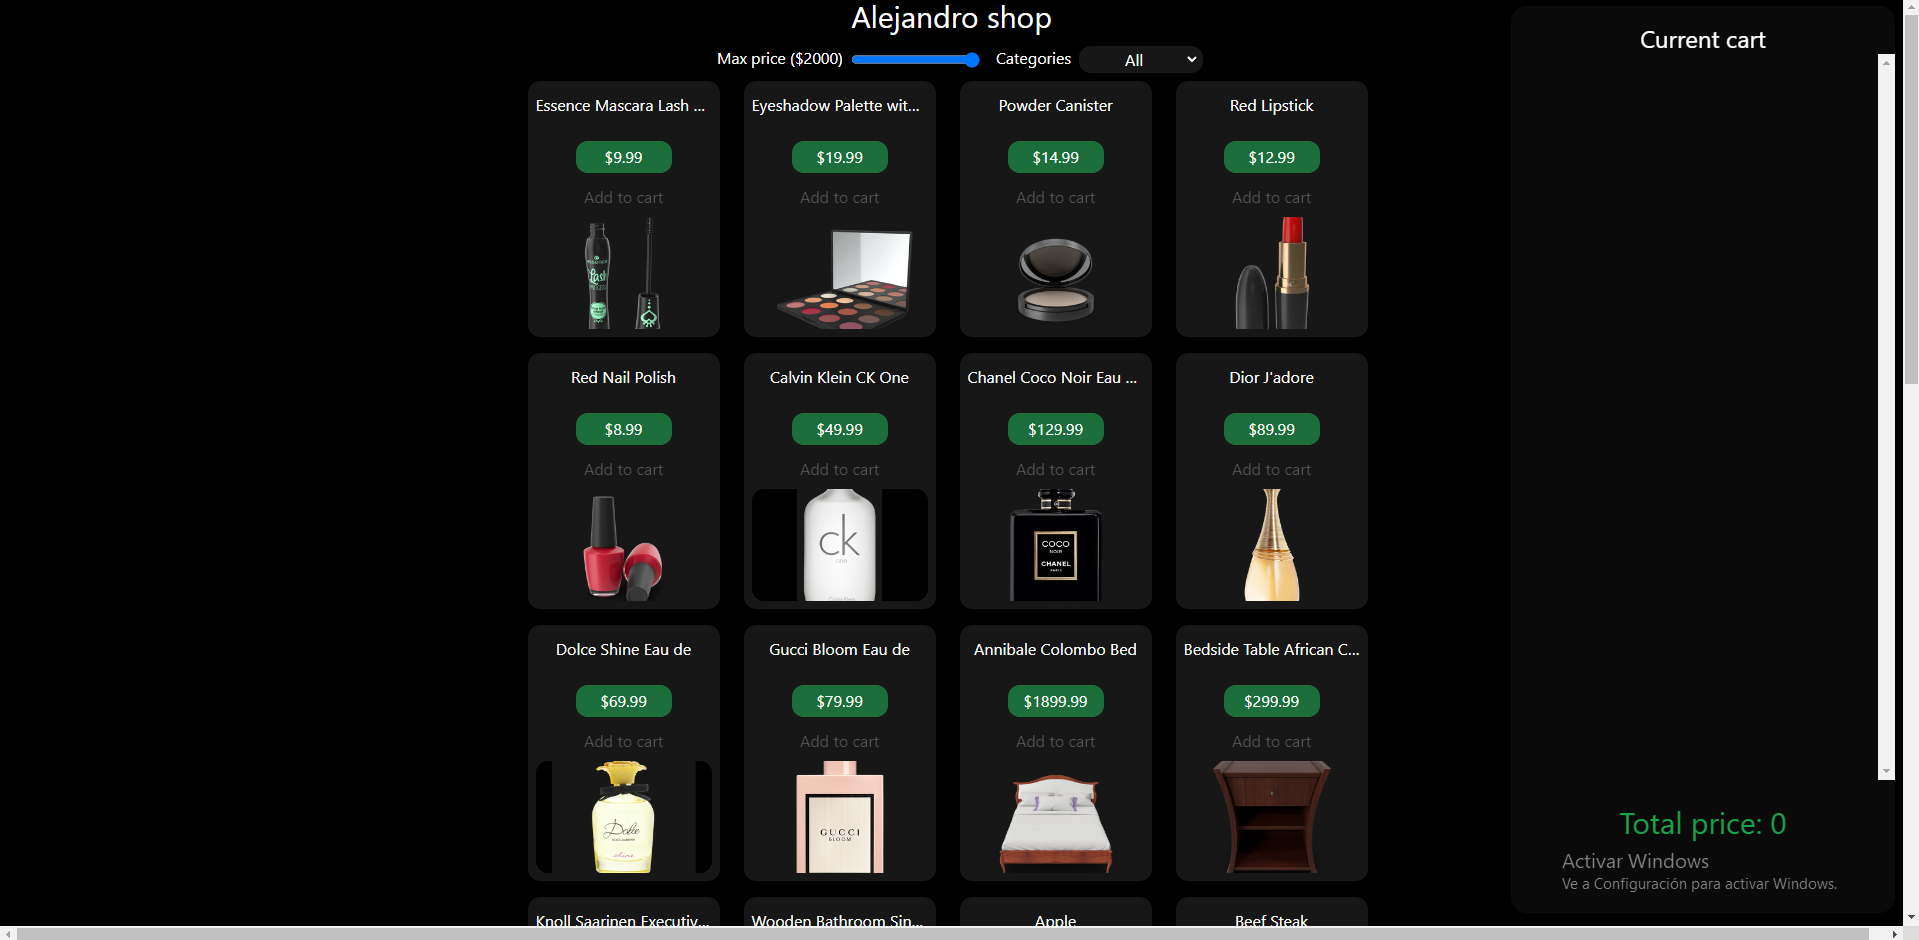 Alejandro shop
Max price ($2000) Categories All
Essence Mascara Lash ...
$9.99
Add to cart
essence
Lash
Eyeshadow Palette wit...
$19.99
Add to cart
Powder Canister
$14.99
Add to cart
Red Lipstick
$12.99
Add to cart
Red Nail Polish
$8.99
Add to cart
Calvin Klein CK One
$49.99
Add to cart
ck
one
Calvin Klein
Chanel Coco Noir Eau ...
$129.99
Add to cart
COCO
NOIR
CHANEL
PARIS
Dior J'adore
$89.99
Add to cart
Dolce Shine Eau de
$69.99
Add to cart
Dolce
shine
Gucci Bloom Eau de
$79.99
Add to cart
GUCCI
BLOOM
Annibale Colombo Bed
$1899.99
Add to cart
Bedside Table African C...
$299.99
Add to cart
Knoll Saarinen Executiv...
Wooden Bathroom Sin...
Apple
Beef Steak
Current cart
Total price: 0
Activar Windows
Ve a Configuración para activar Windows.